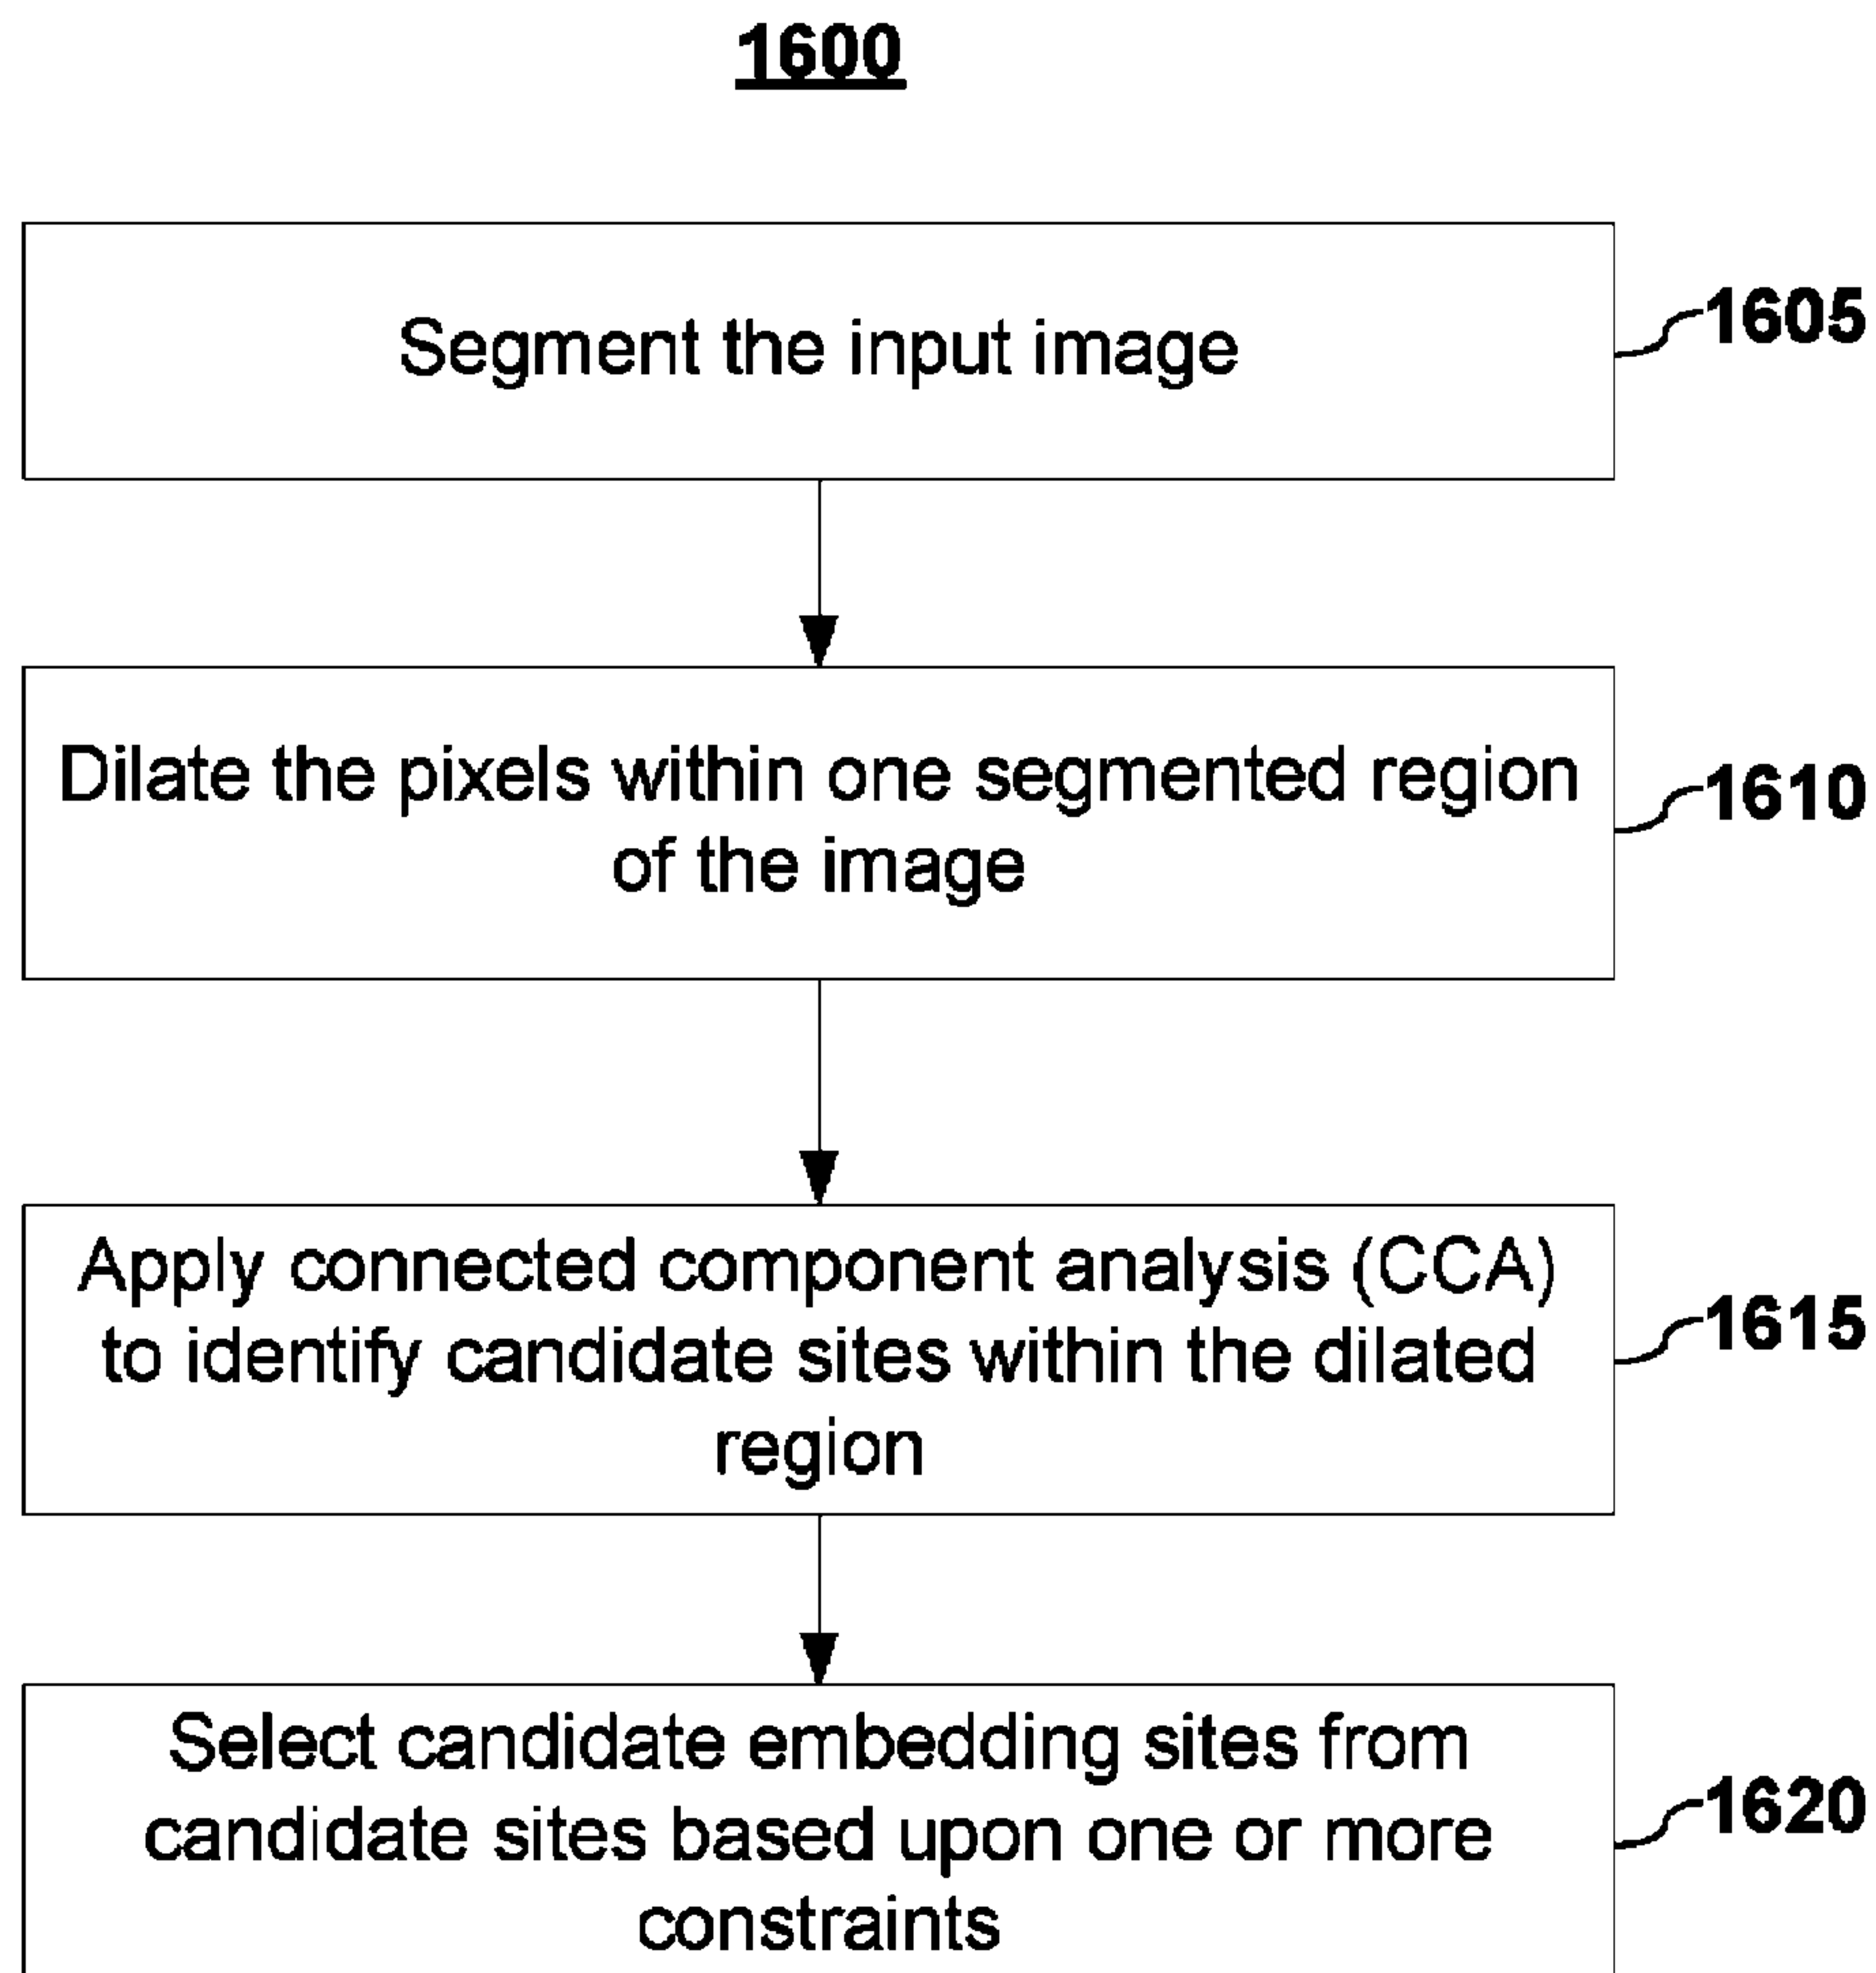 1600
Segment the input image
1605
Dilate the pixels within one segmented region
of the image
1610
Apply connected component analysis (CCA)
to identify candidate sites within the dilated
region
1615
Select candidate embedding sites from
candidate sites based upon one or more
constraints
1620